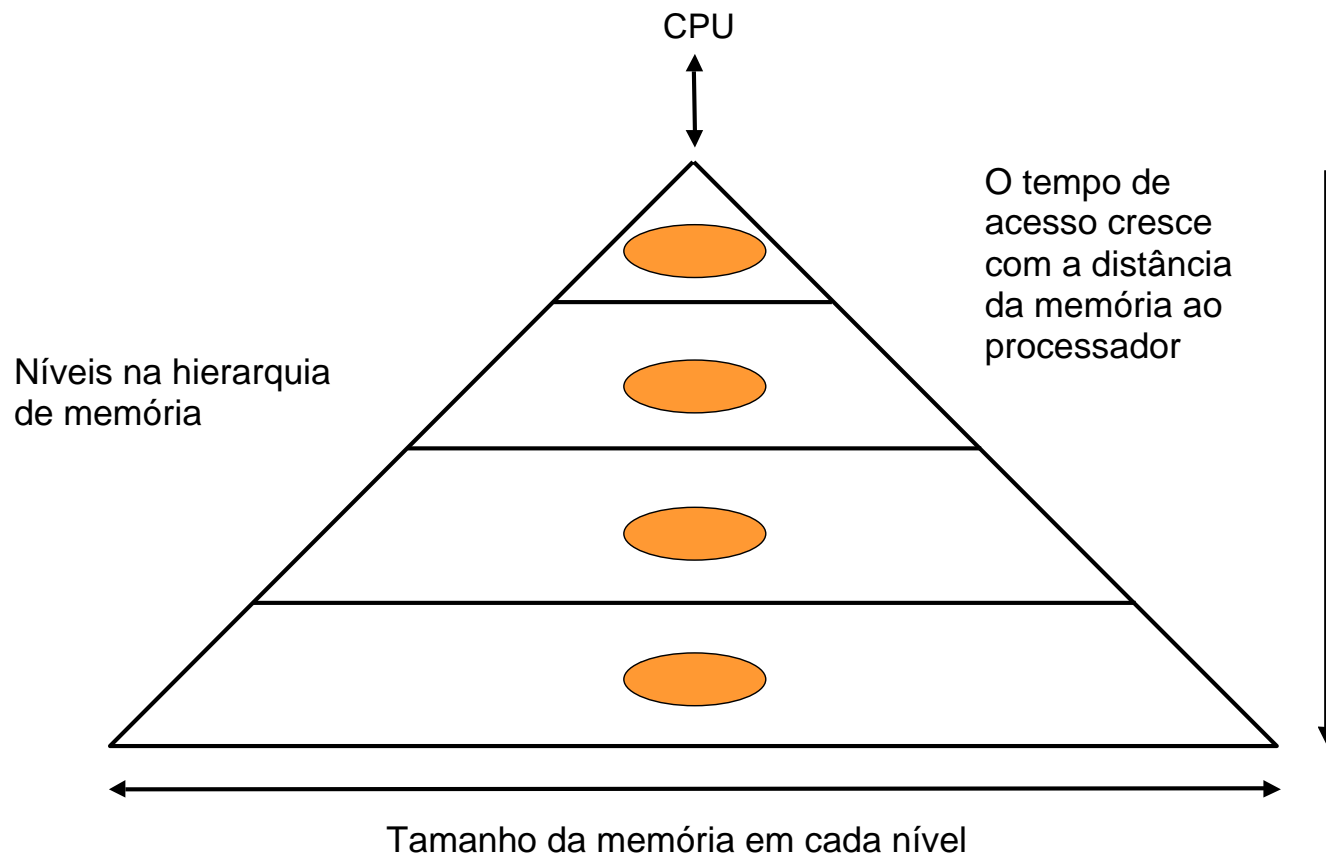 CPU
O tempo de
acesso cresce
com a distância
da memória ao
processador
Níveis na hierarquia
de memória
Tamanho da memória em cada nível